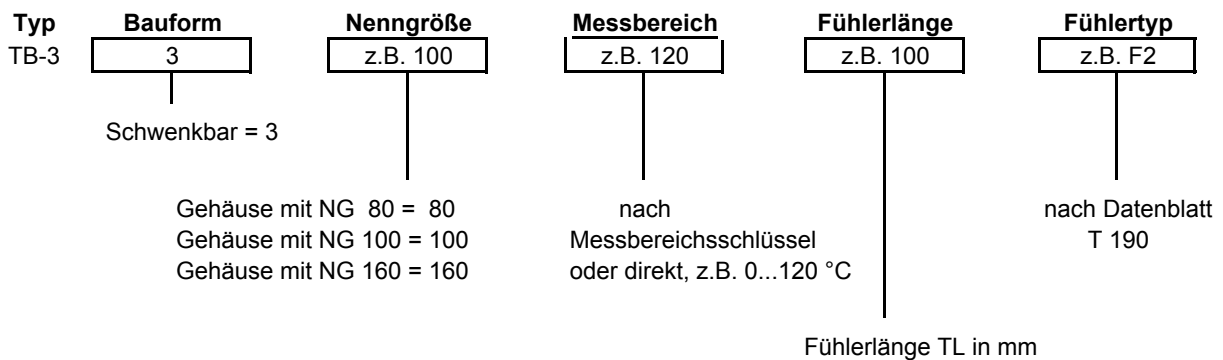 Typ Bauform Nenngröße Messbereich Fühlerlänge Fühlertyp
TB-3 3 z.B. 100 z.B. 120 z.B. 100 z.B. F2
Schwenkbar = 3
Gehäuse mit NG 80 = 80 nach nach Datenblatt
Gehäuse mit NG 100 = 100 Messbereichsschlüssel T 190
Gehäuse mit NG 160 = 160 oder direkt, z.B. 0...120 °C
Fühlerlänge TL in mm